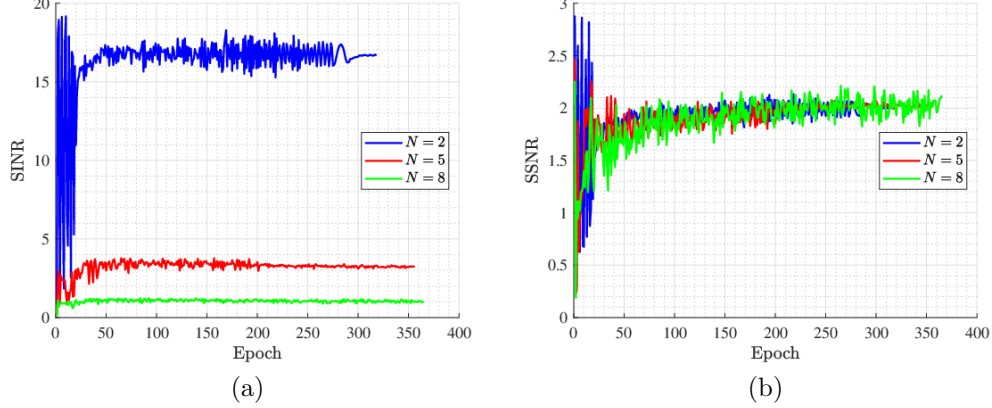 20
15
10
5
0
SINR
0 50 100 150 200 250 300 350 400
Epoch
N = 2
N = 5
N = 8
(a)
3
2.5
2
1.5
1
0.5
0
SSNR
0 50 100 150 200 250 300 350 400
Epoch
N = 2
N = 5
N = 8
(b)